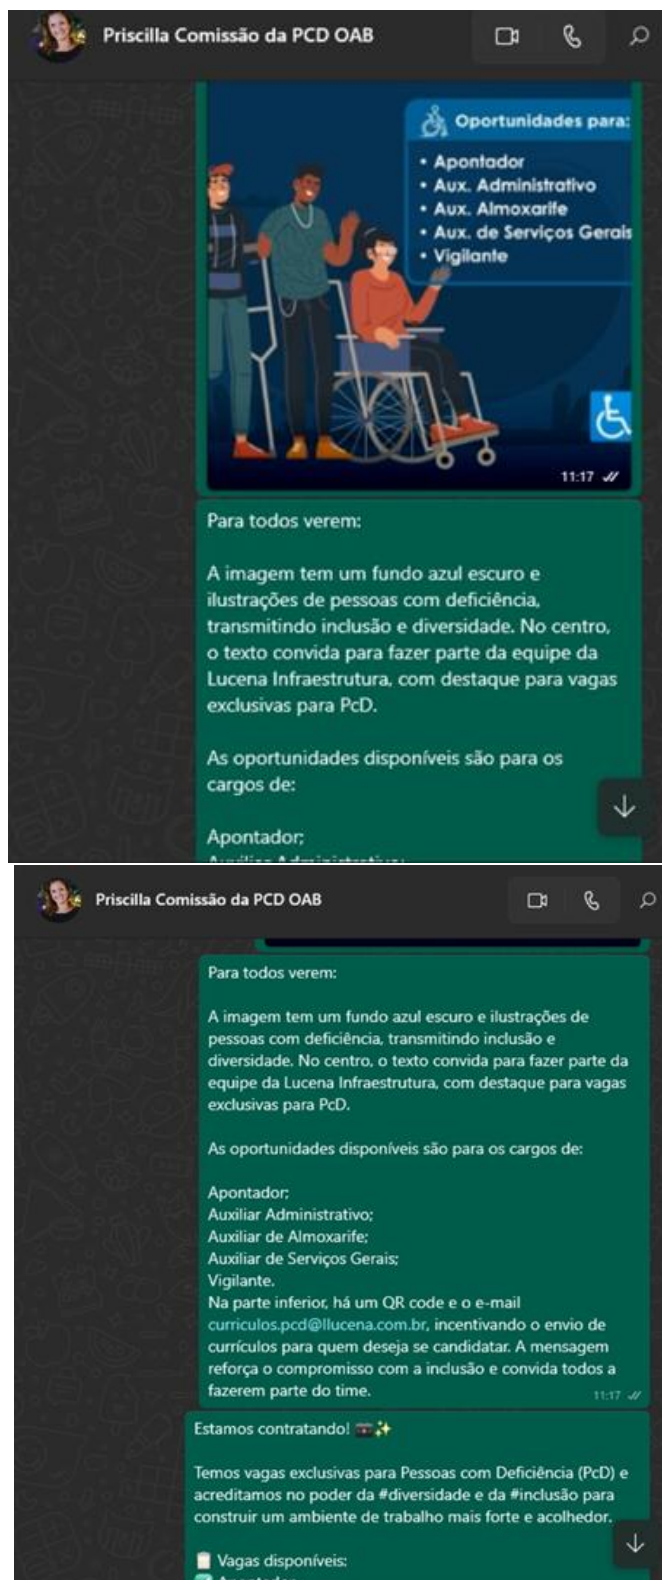 Priscilla Comissão da PCD OAB
Oportunidades para:
• Apontador
• Aux. Administrativo
• Aux. Almoxarife
• Aux. de Serviços Gerais
• Vigilante
11:17
Para todos verem:
A imagem tem um fundo azul escuro e
ilustrações de pessoas com deficiência,
transmitindo inclusão e diversidade. No centro,
o texto convida para fazer parte da equipe da
Lucena Infraestrutura, com destaque para vagas
exclusivas para PcD.
As oportunidades disponíveis são para os
cargos de:
Apontador;
Priscilla Comissão da PCD OAB
Para todos verem:
A imagem tem um fundo azul escuro e ilustrações de
pessoas com deficiência, transmitindo inclusão e
diversidade. No centro, o texto convida para fazer parte da
equipe da Lucena Infraestrutura, com destaque para vagas
exclusivas para PcD.
As oportunidades disponíveis são para os cargos de:
Apontador;
Auxiliar Administrativo;
Auxiliar de Almoxarife;
Auxiliar de Serviços Gerais;
Vigilante.
Na parte inferior, há um QR code e o e-mail
curriculos.pcd@llucena.com.br, incentivando o envio de
currículos para quem deseja se candidatar. A mensagem
reforça o compromisso com a inclusão e convida todos a
fazerem parte do time.
11:17
Estamos contratando! 💼✨
Temos vagas exclusivas para Pessoas com Deficiência (PcD) e
acreditamos no poder da #diversidade e da #inclusão para
construir um ambiente de trabalho mais forte e acolhedor.
📋 Vagas disponíveis: